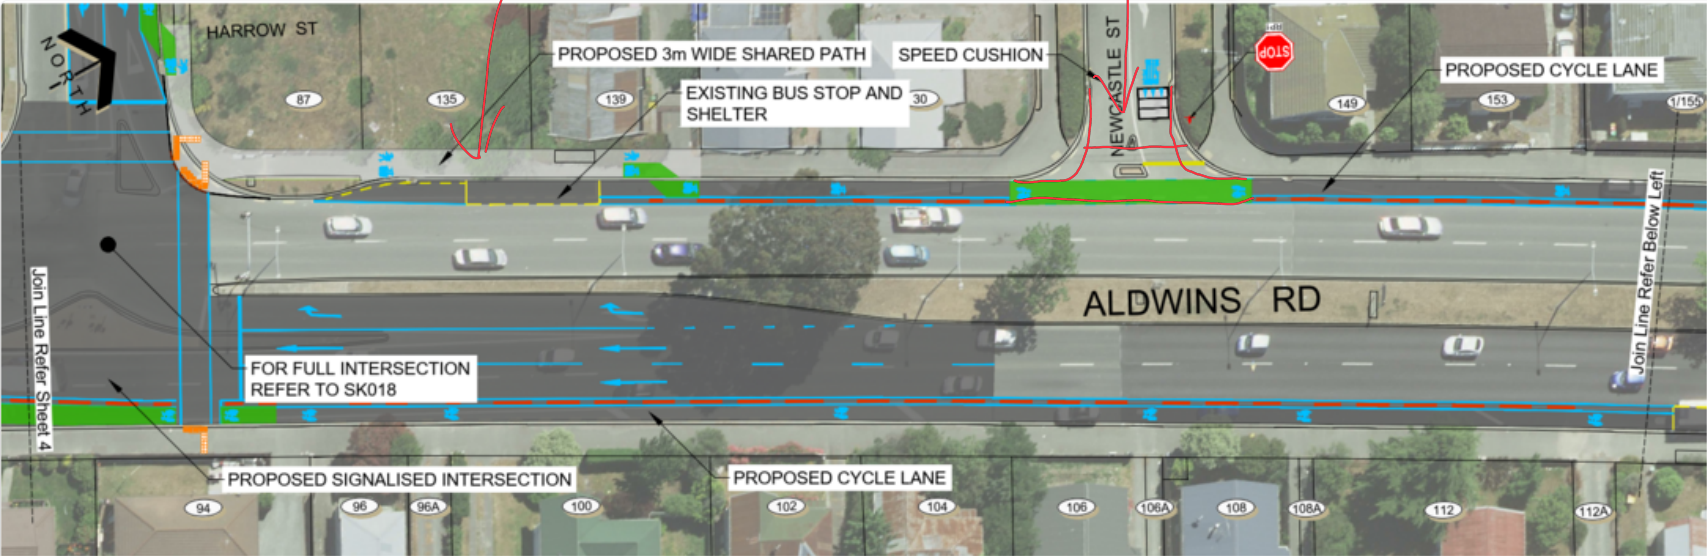 NORTH
HARROW ST
87
135
139
30
149
153
1/155
PROPOSED 3m WIDE SHARED PATH
EXISTING BUS STOP AND
SHELTER
SPEED CUSHION
NEWCASTLE ST
STOP
PROPOSED CYCLE LANE
ALDWINS RD
Join Line Refer Sheet 4
Join Line Refer Below Left
FOR FULL INTERSECTION
REFER TO SK018
PROPOSED SIGNALISED INTERSECTION
PROPOSED CYCLE LANE
94
96
96A
100
102
104
106
106A
108
108A
112
112A